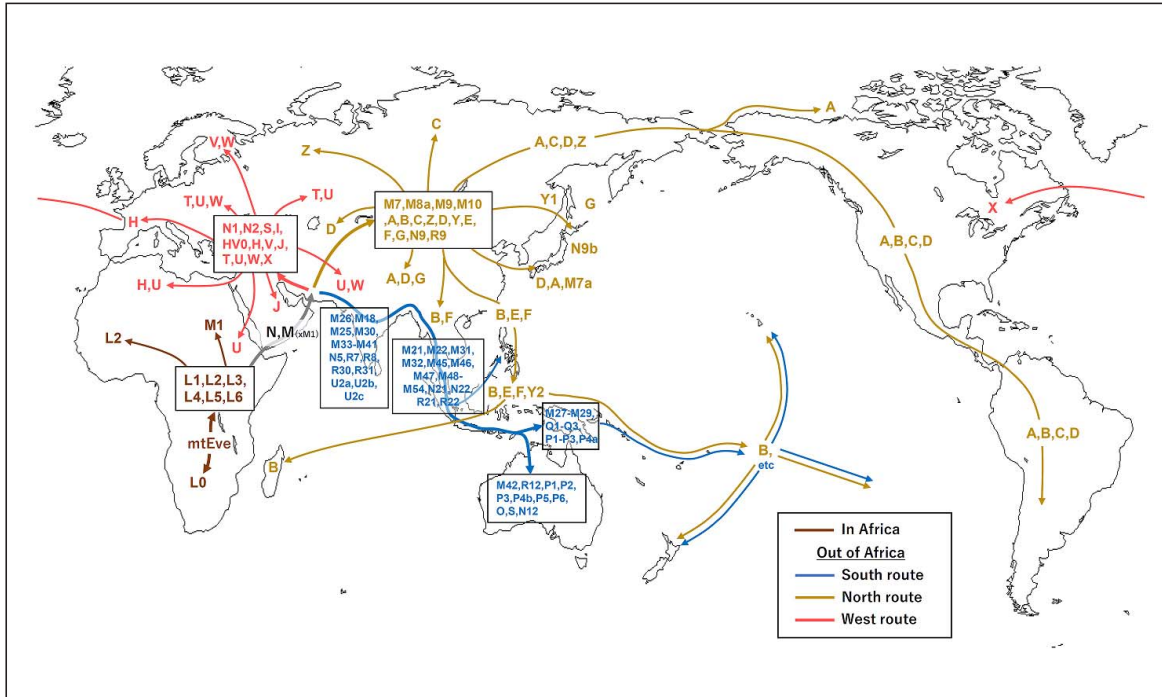 A
C
V,W
Z
A,C,D,Z
T,U,W
T,U
M7,M8a,M9,M10
,A,B,C,Z,D,Y,E,
F,G,N9,R9
Y1
G
X
H
N1,N2,S,I,
HV0,H,V,J,
T,U,W,X
D
N9b
A,B,C,D
H,U
U,W
A,D,G
D,A,M7a
J
M1
N,M(xM1)
M26,M18,
M25,M30,
M33-M41
N5,R7,R8,
R30,R31,
U2a,U2b,
U2c
B,F
B,E,F
L2
U
M21,M22,M31,
M32,M45,M46,
M47,M48-
M54,N21,N22,
R21,R22
L1,L2,L3,
L4,L5,L6
B,E,F,Y2
M27-M29,
Q1-Q3,
P1-P3,P4a
mtEve
A,B,C,D
B
B,
etc
L0
M42,R12,P1,P2,
P3,P4b,P5,P6,
O,S,N12
In Africa
Out of Africa
South route
North route
West route